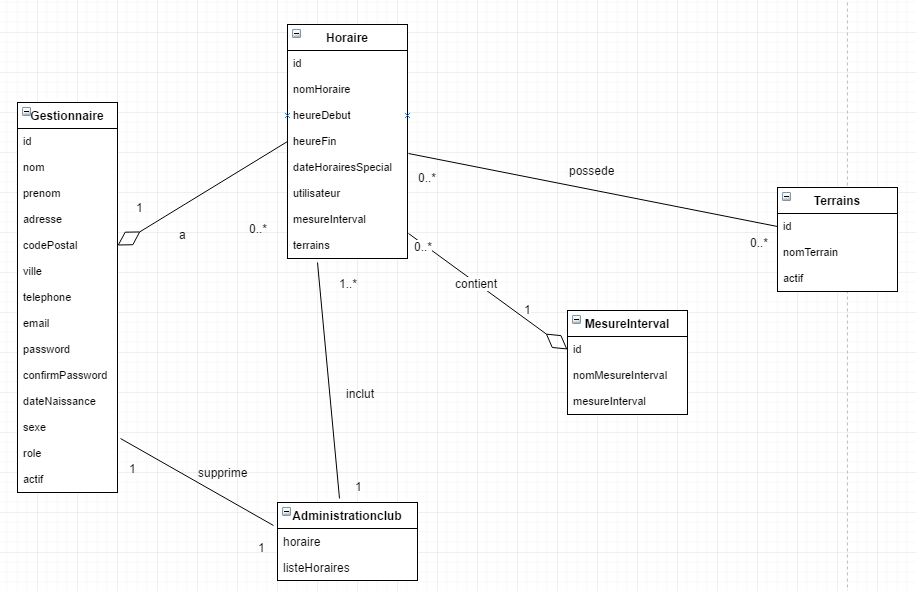 Horaire
id
nomHoraire
heureDebut
heureFin
dateHorairesSpecial
utilisateur
mesureInterval
terrains
Gestionnaire
id
nom
prenom
adresse
codePostal
ville
telephone
email
password
confirmPassword
dateNaissance
sexe
role
actif
1
a
0..*
0..*
possede
0..*
Terrains
id
nomTerrain
actif
0..*
contient
1
MesureInterval
id
nomMesureInterval
mesureInterval
1..*
inclut
1
1
supprime
1
Administrationclub
horaire
listeHoraires